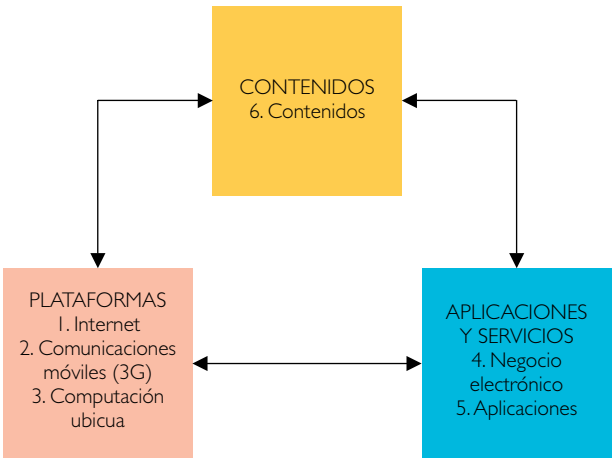 CONTENIDOS
6. Contenidos
PLATAFORMAS
1. Internet
2. Comunicaciones
móviles (3G)
3. Computación
ubicua
APLICACIONES
Y SERVICIOS
4. Negocio
electrónico
5. Aplicaciones